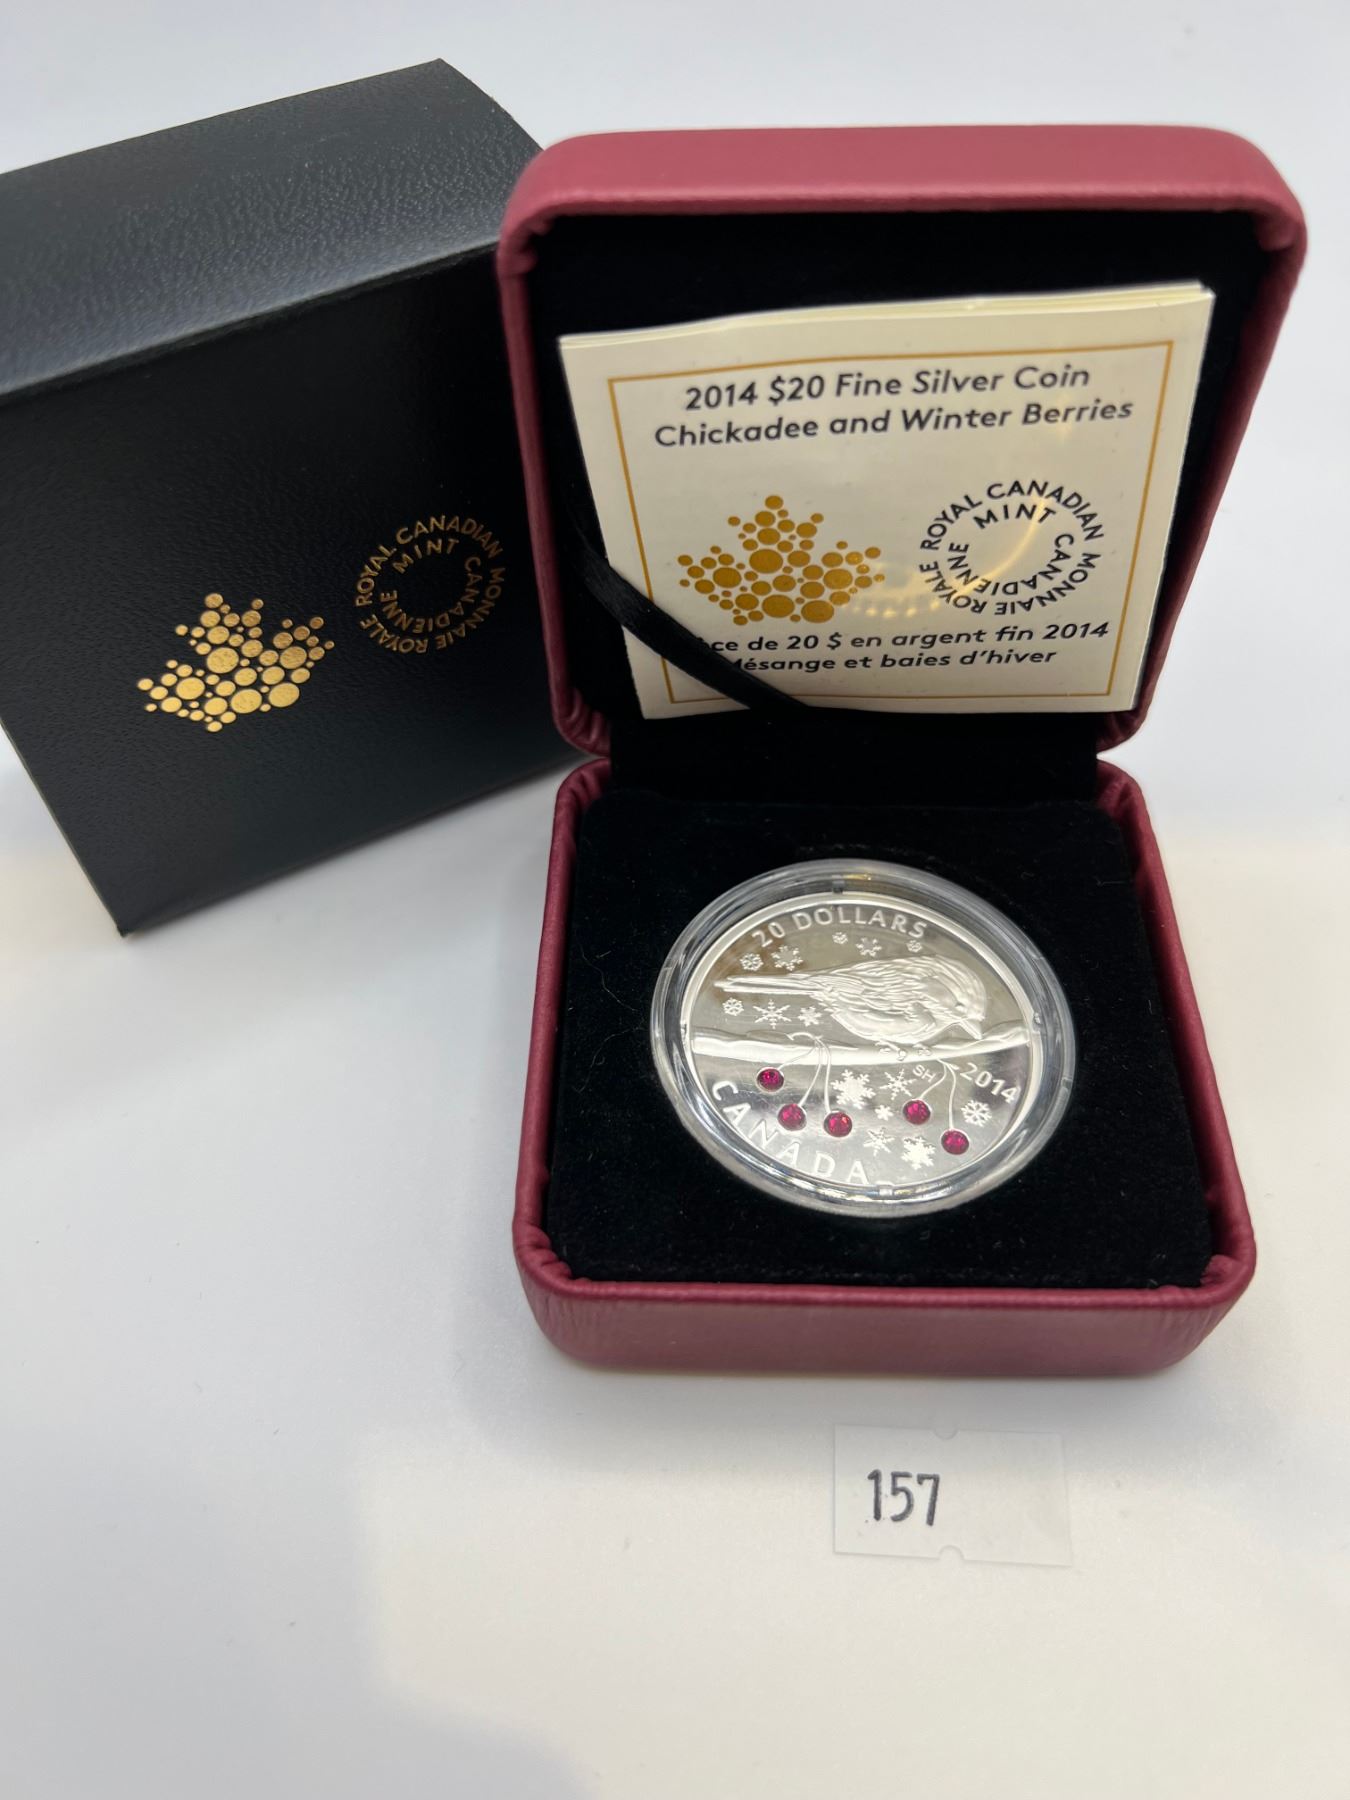 2014 $20 Fine Silver Coin
Chickadee and Winter Berries
ROYAL CANADIAN MINT
MONNAIE ROYALE CANADIENNE
de 20 $ en argent fin 2014
et baies d'hiver
ROYAL CANADIAN MINT
MONNAIE ROYALE CANADIENNE
20 DOLLARS
SH
2014
CANADA
157